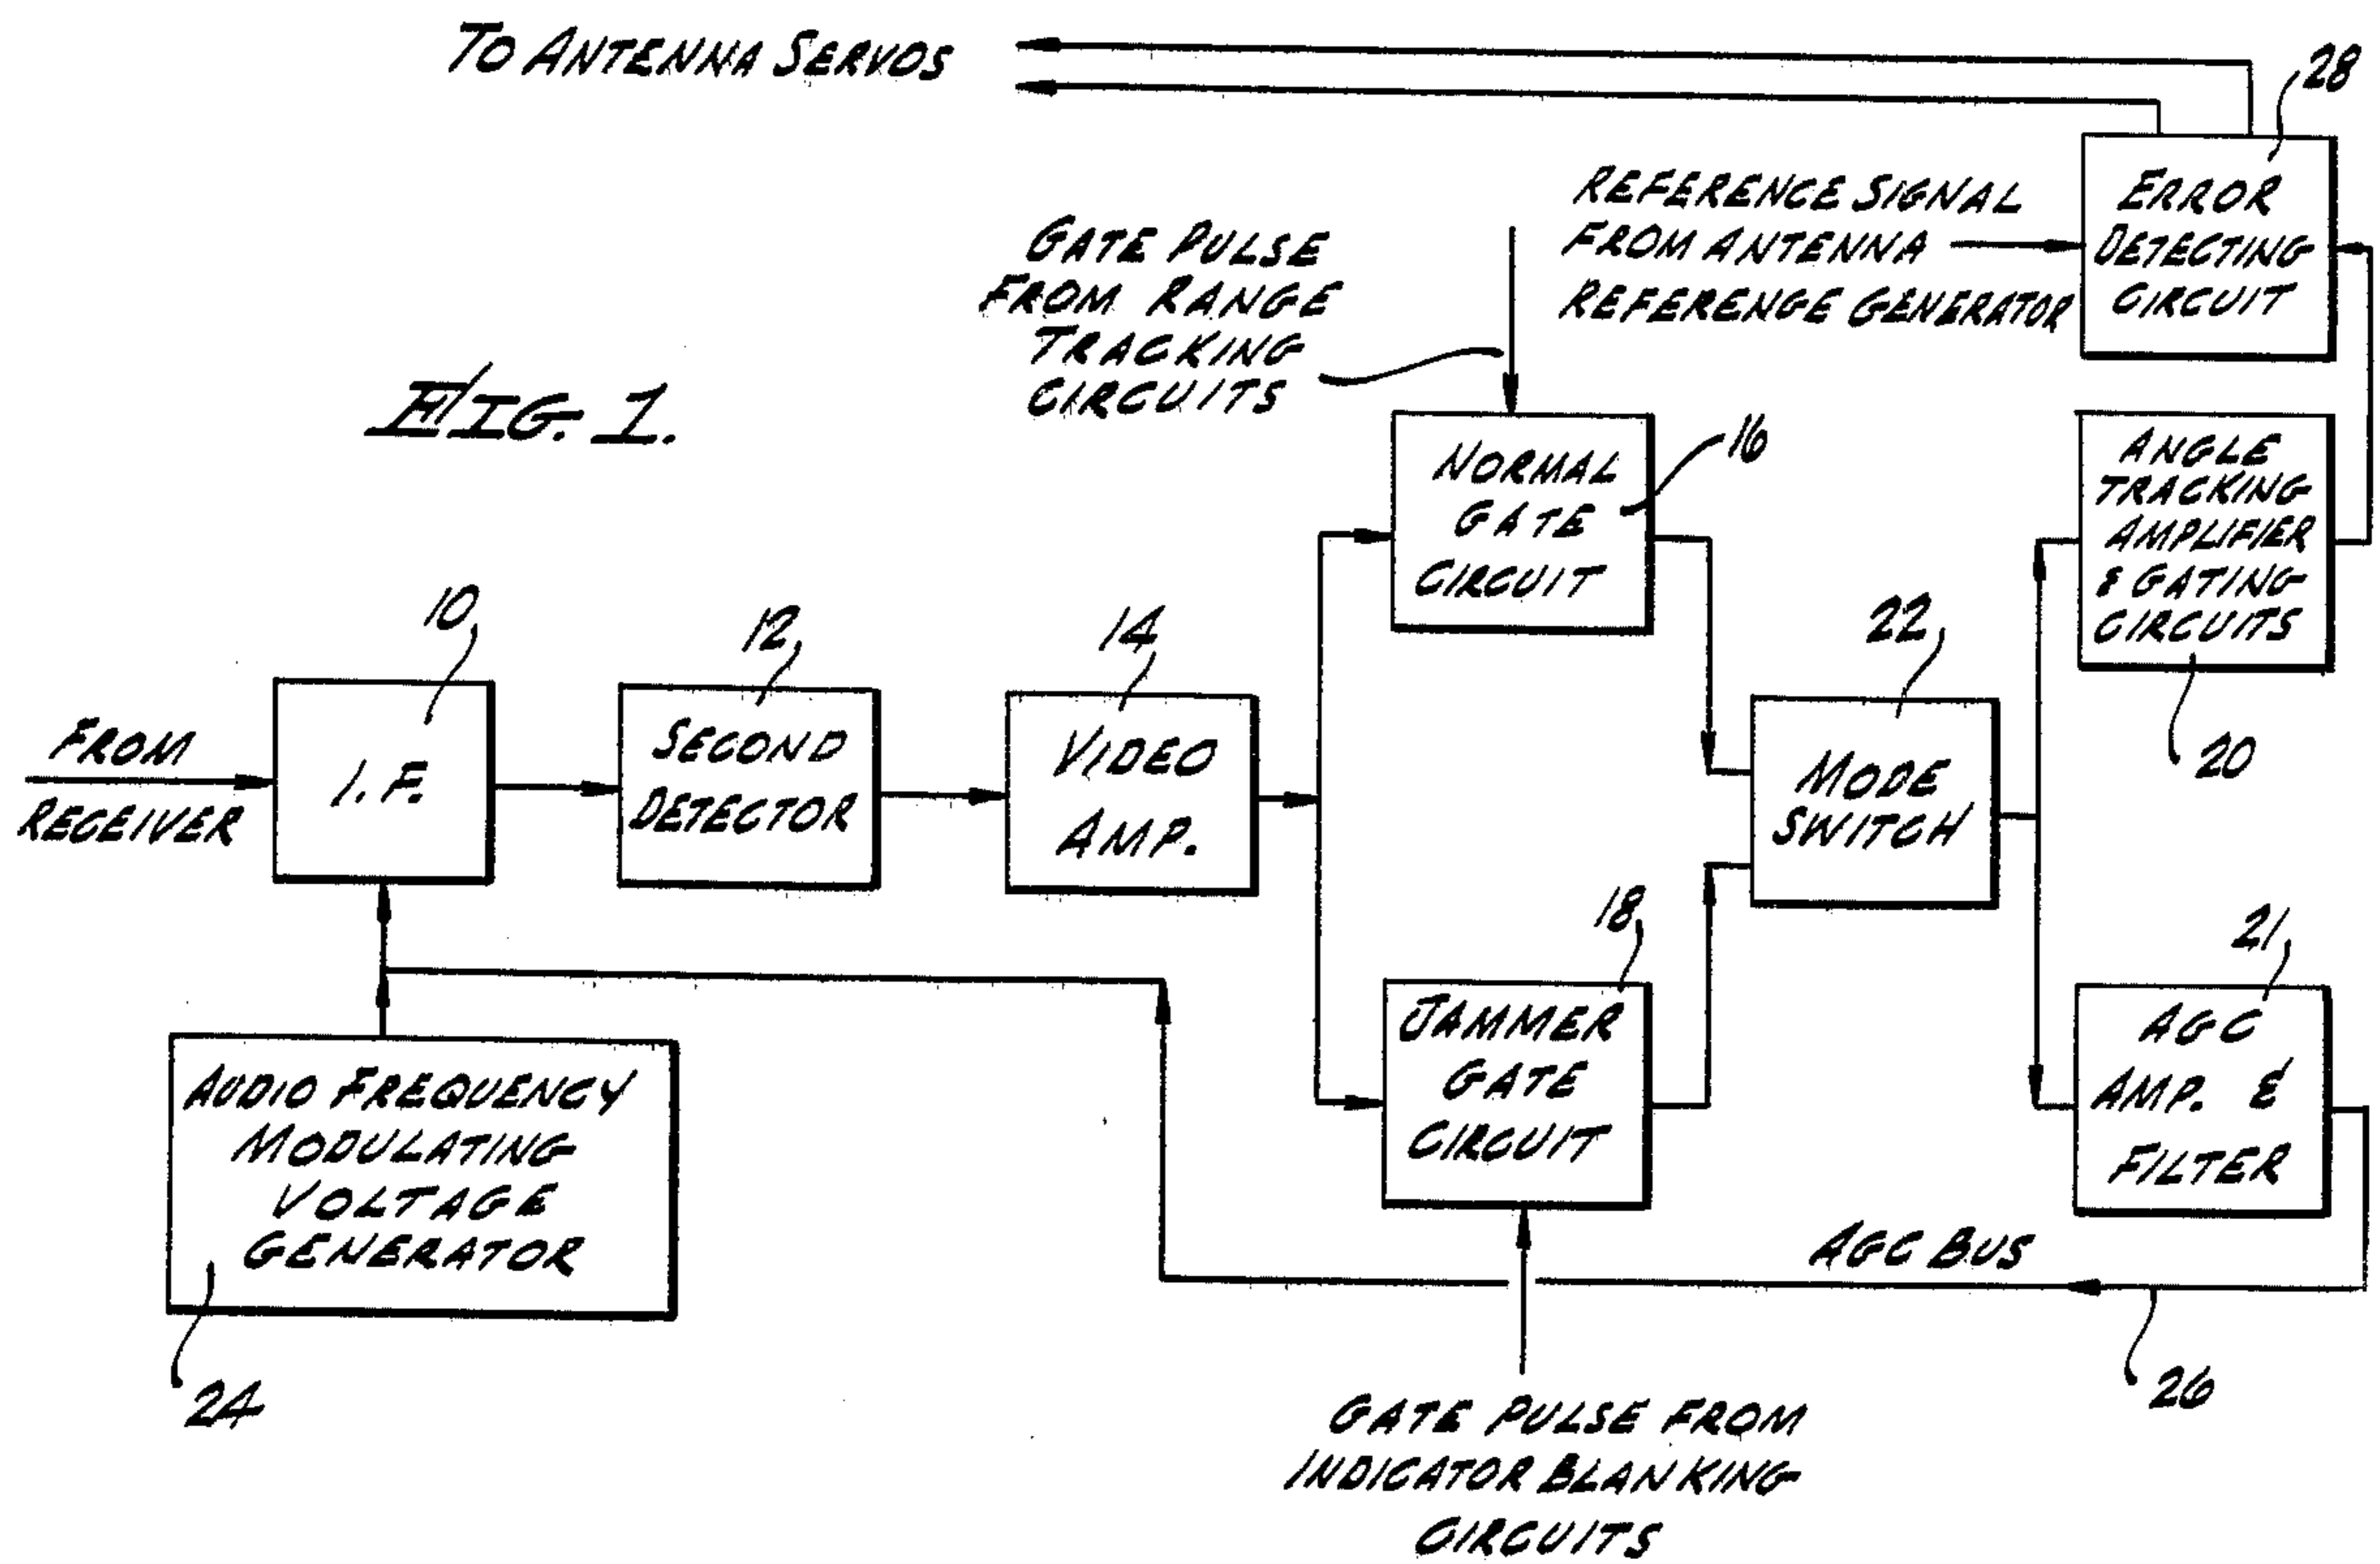 TO ANTENNA SERVOS
28
ERROR
DETECTING
CIRCUIT
REFERENCE SIGNAL
FROM ANTENNA
REFERENCE GENERATOR
GATE PULSE
FROM RANGE
TRACKING
CIRCUITS
FIG. 1.
NORMAL
GATE
CIRCUIT
16
ANGLE
TRACKING
AMPLIFIER
& GATING
CIRCUITS
20
10
12
14
22
FROM
RECEIVER
I.F.
SECOND
DETECTOR
VIDEO
AMP.
MODE
SWITCH
18
21
JAMMER
GATE
CIRCUIT
AGC
AMP. &
FILTER
AUDIO FREQUENCY
MODULATING
VOLTAGE
GENERATOR
24
AGC BUS
26
GATE PULSE FROM
INDICATOR BLANKING
CIRCUITS